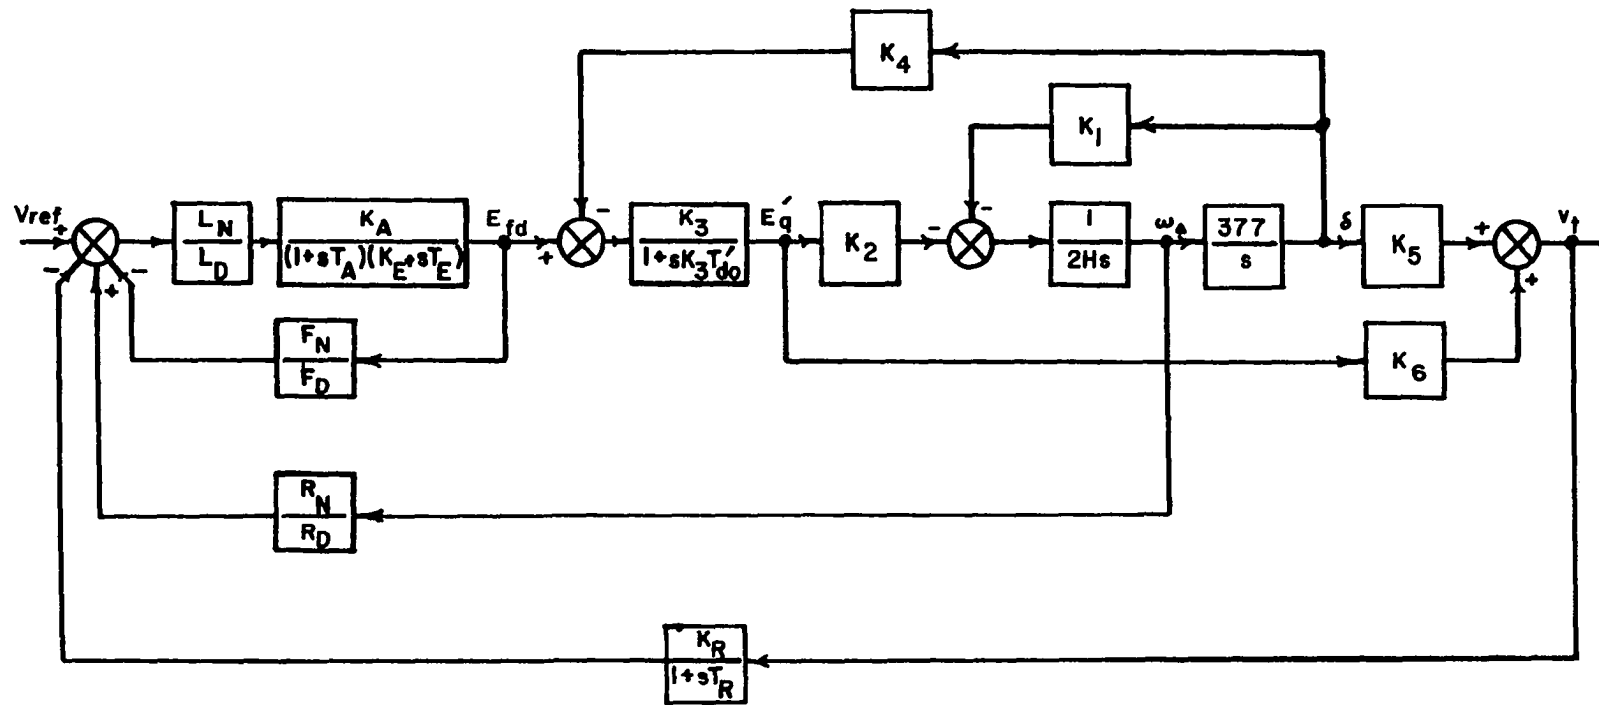 K4
K1
Vref
+
-
+
-
LN
LD
KA
(1+sTA)(KE+sTE)
Efd
+
-
K3
1+sK3T'do
E'q
K2
-
-
1
2Hs
ωΔ
377
s
δ
K5
+
+
vt
FN
FD
K6
RN
RD
KR
1+sTR